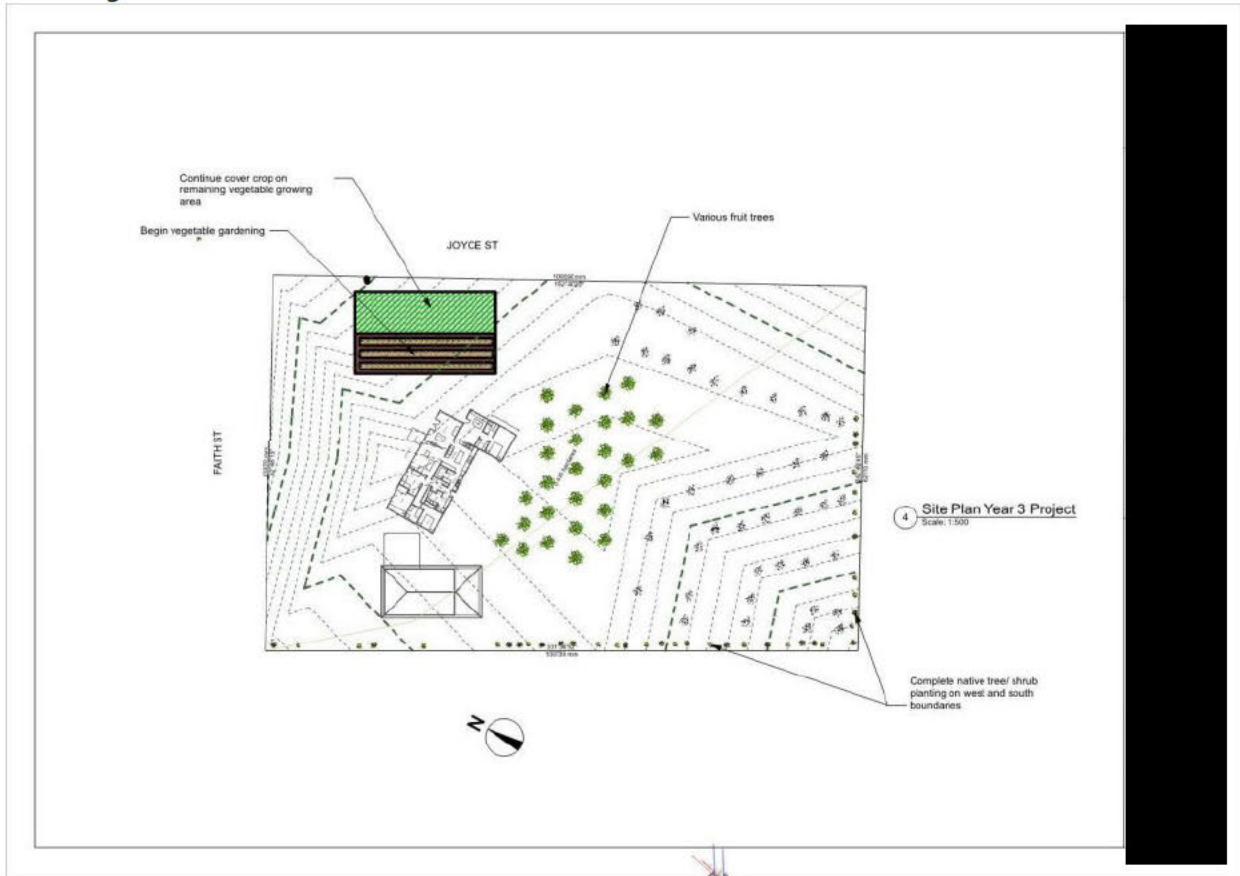 Continue cover crop on
remaining vegetable growing
area
Begin vegetable gardening
Various fruit trees
JOYCE ST
FAITH ST
4 Site Plan Year 3 Project
Scale: 1:500
Complete native tree/ shrub
planting on west and south
boundaries
N